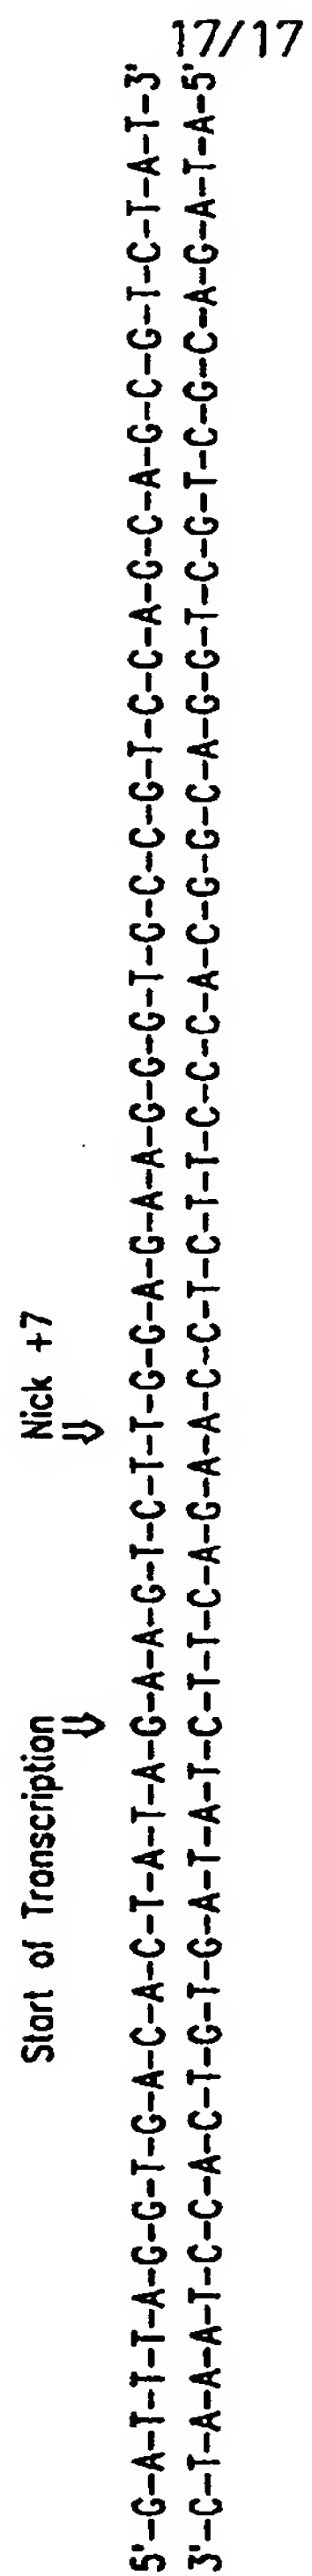 17/17
Start of Transcription
Nick +7
⇩ ⇩
5'-G-A-T-T-T-A-G-G-T-G-A-C-A-C-T-A-T-A-G-A-A-G-T-C-T-T-G-G-A-G-A-A-G-G-G-T-G-C-C-G-T-C-C-A-G-C-A-G-C-G-T-C-T-A-T-3'
3'-C-T-A-A-A-T-C-C-A-C-T-G-T-G-A-T-A-T-C-T-T-C-A-G-A-A-C-C-T-C-T-T-C-C-C-A-C-G-G-C-A-G-G-T-C-G-T-C-G-C-A-G-A-T-A-5'